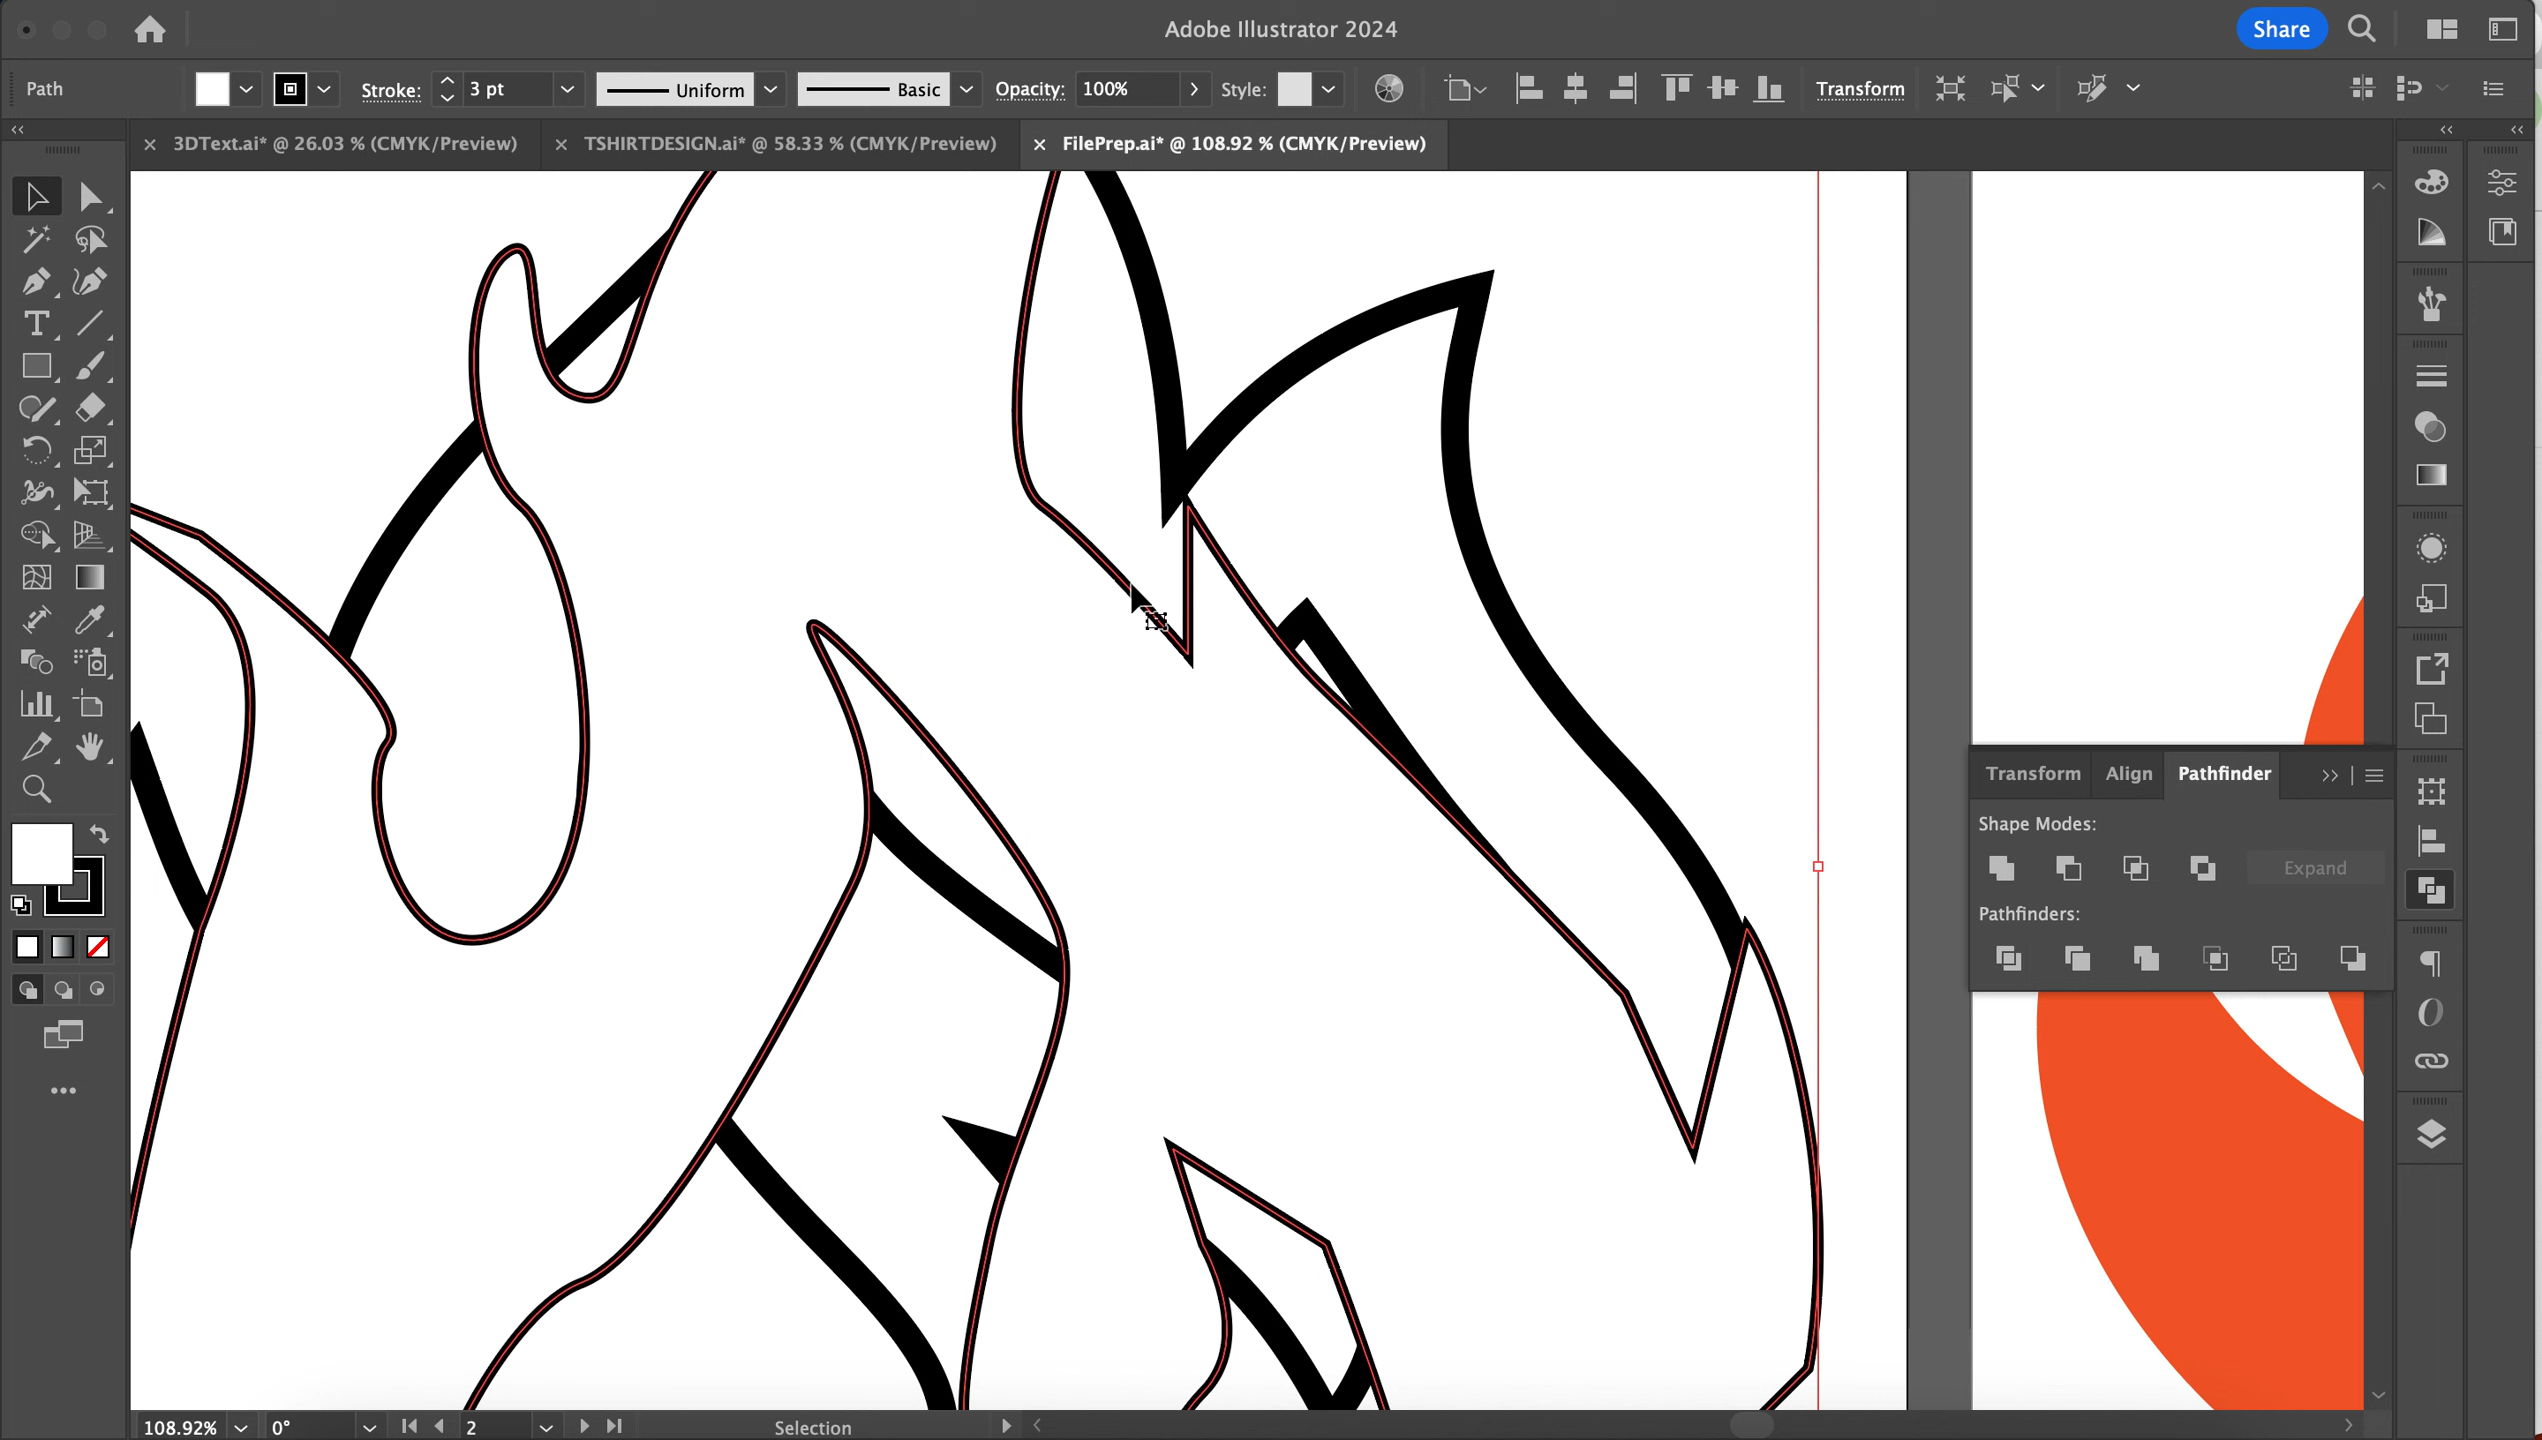 Adobe Illustrator 2024
Share
Path
Stroke: 3 pt
Uniform
Basic
Opacity: 100%
Style:
Transform
3DText.ai* @ 26.03 % (CMYK/Preview)
TSHIRTDESIGN.ai* @ 58.33 % (CMYK/Preview)
FilePrep.ai* @ 108.92 % (CMYK/Preview)
Transform Align Pathfinder
Shape Modes:
Expand
Pathfinders:
108.92% 0° 2 Selection